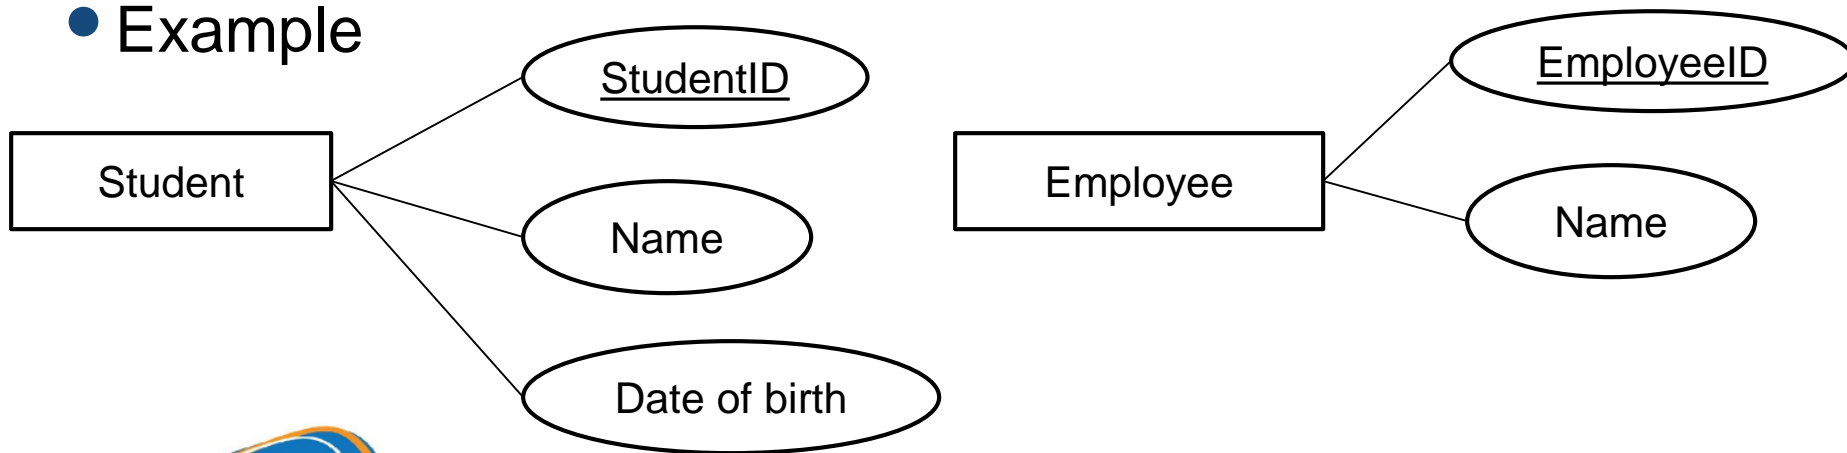 Example
StudentID
Student
Name
Date of birth
EmployeeID
Employee
Name